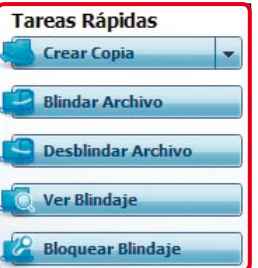 Tareas Rápidas
Crear Copia
Blindar Archivo
Desblindar Archivo
Ver Blindaje
Bloquear Blindaje